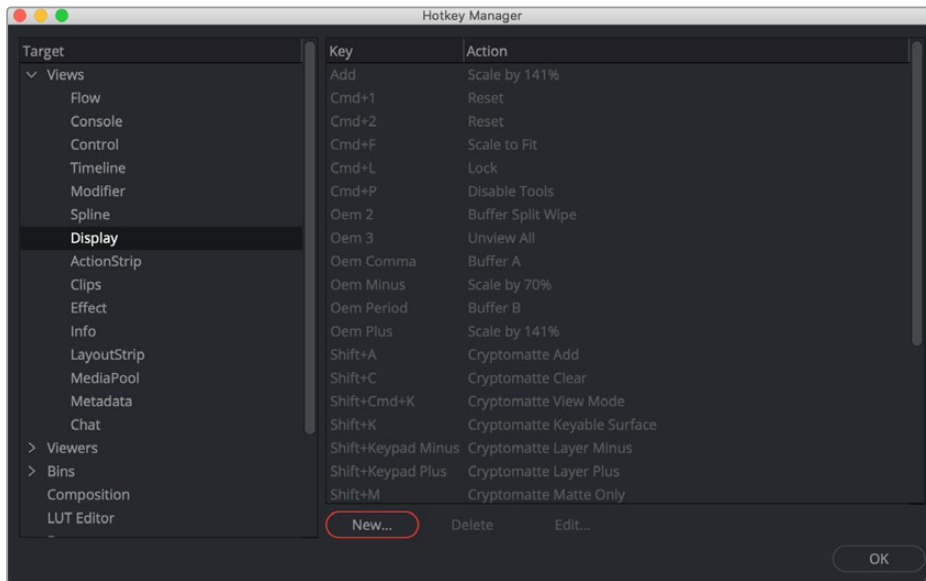 Hotkey Manager
Target
Views
Flow
Console
Control
Timeline
Modifier
Spline
Display
ActionStrip
Clips
Effect
Info
LayoutStrip
MediaPool
Metadata
Chat
Viewers
Bins
Composition
LUT Editor
Key Action
Add Scale by 141%
Cmd+1 Reset
Cmd+2 Reset
Cmd+F Scale to Fit
Cmd+L Lock
Cmd+P Disable Tools
Oem 2 Buffer Split Wipe
Oem 3 Unview All
Oem Comma Buffer A
Oem Minus Scale by 70%
Oem Period Buffer B
Oem Plus Scale by 141%
Shift+A Cryptomatte Add
Shift+C Cryptomatte Clear
Shift+Cmd+K Cryptomatte View Mode
Shift+K Cryptomatte Keyable Surface
Shift+Keypad Minus Cryptomatte Layer Minus
Shift+Keypad Plus Cryptomatte Layer Plus
Shift+M Cryptomatte Matte Only
New... Delete Edit...
OK